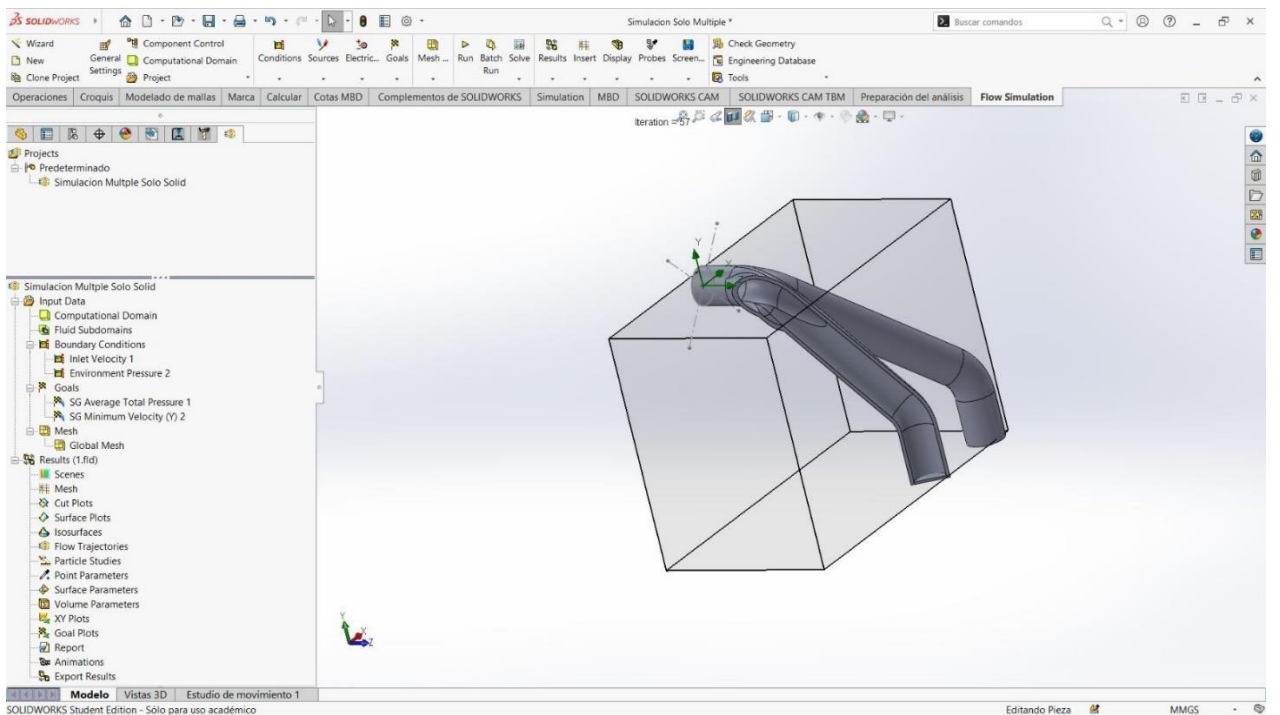 SOLIDWORKS
Simulacion Solo Multiple *
Buscar comandos
Wizard
New
Clone Project
General Settings
Component Control
Computational Domain
Project
Conditions Sources Electric... Goals Mesh ... Run Batch Run Solve Results Insert Display Probes Screen...
Check Geometry
Engineering Database
Tools
Operaciones Croquis Modelado de mallas Marca Calcular Cotas MBD Complementos de SOLIDWORKS Simulation MBD SOLIDWORKS CAM SOLIDWORKS CAM TBM Preparación del análisis Flow Simulation
Iteration = 57
Projects
Predeterminado
Simulacion Multple Solo Solid
Simulacion Multple Solo Solid
Input Data
Computational Domain
Fluid Subdomains
Boundary Conditions
Inlet Velocity 1
Environment Pressure 2
Goals
SG Average Total Pressure 1
SG Minimum Velocity (Y) 2
Mesh
Global Mesh
Results (1.fld)
Scenes
Mesh
Cut Plots
Surface Plots
Isosurfaces
Flow Trajectories
Particle Studies
Point Parameters
Surface Parameters
Volume Parameters
XY Plots
Goal Plots
Report
Animations
Export Results
Y
X
Y
X
Z
Modelo Vistas 3D Estudio de movimiento 1
SOLIDWORKS Student Edition - Sólo para uso académico
Editando Pieza
MMGS